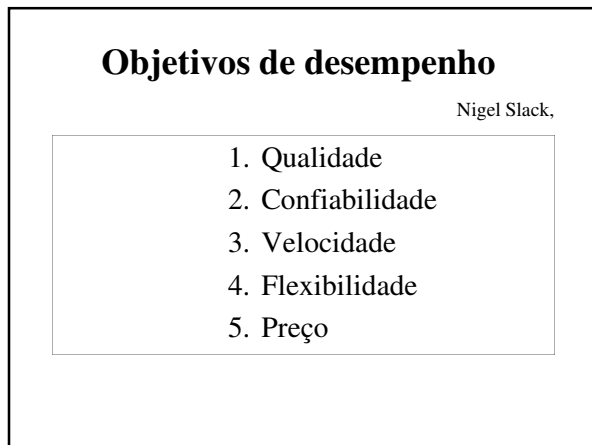 Objetivos de desempenho
Nigel Slack,
1. Qualidade
2. Confiabilidade
3. Velocidade
4. Flexibilidade
5. Preço